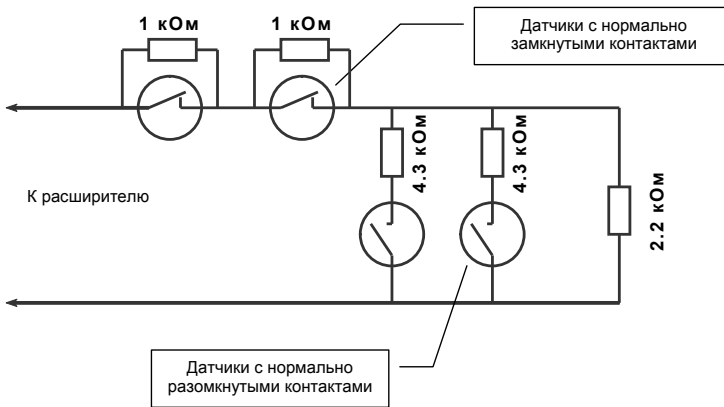 1 кОм
1 кОм
Датчики с нормально
замкнутыми контактами
4.3 кОм
4.3 кОм
2.2 кОм
К расширителю
Датчики с нормально
разомкнутыми контактами